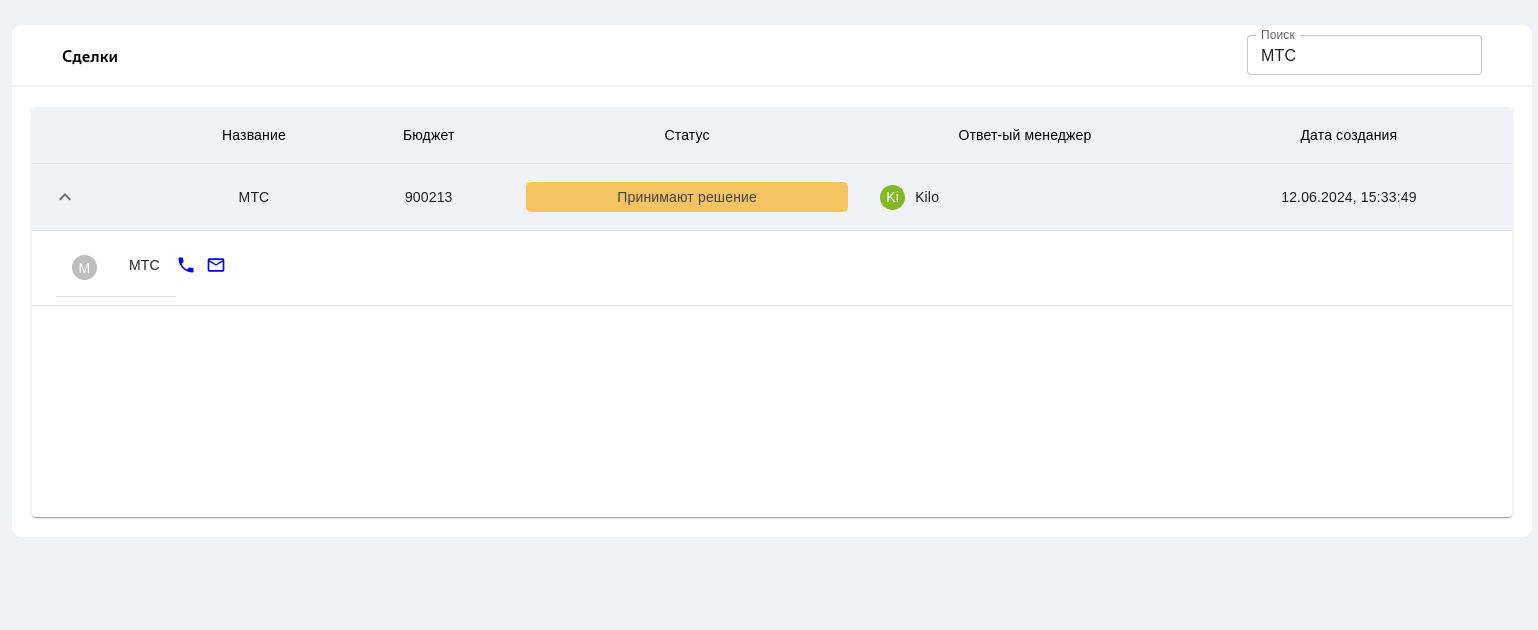 Поиск
Сделки
МТС
Название Бюджет Статус Ответ-ый менеджер Дата создания
МТС 900213 Принимают решение Ki Kilo 12.06.2024, 15:33:49
М МТС